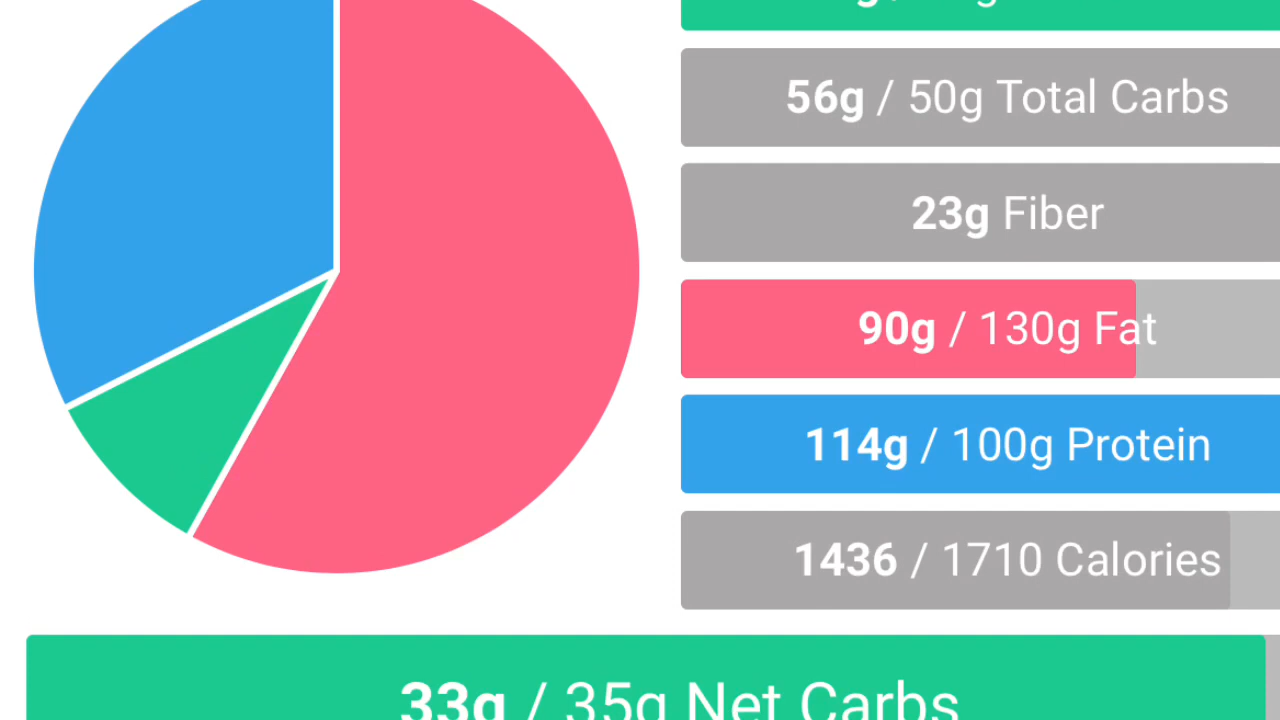 56g / 50g Total Carbs
23g Fiber
90g / 130g Fat
114g / 100g Protein
1436 / 1710 Calories
33g / 35g Net Carbs